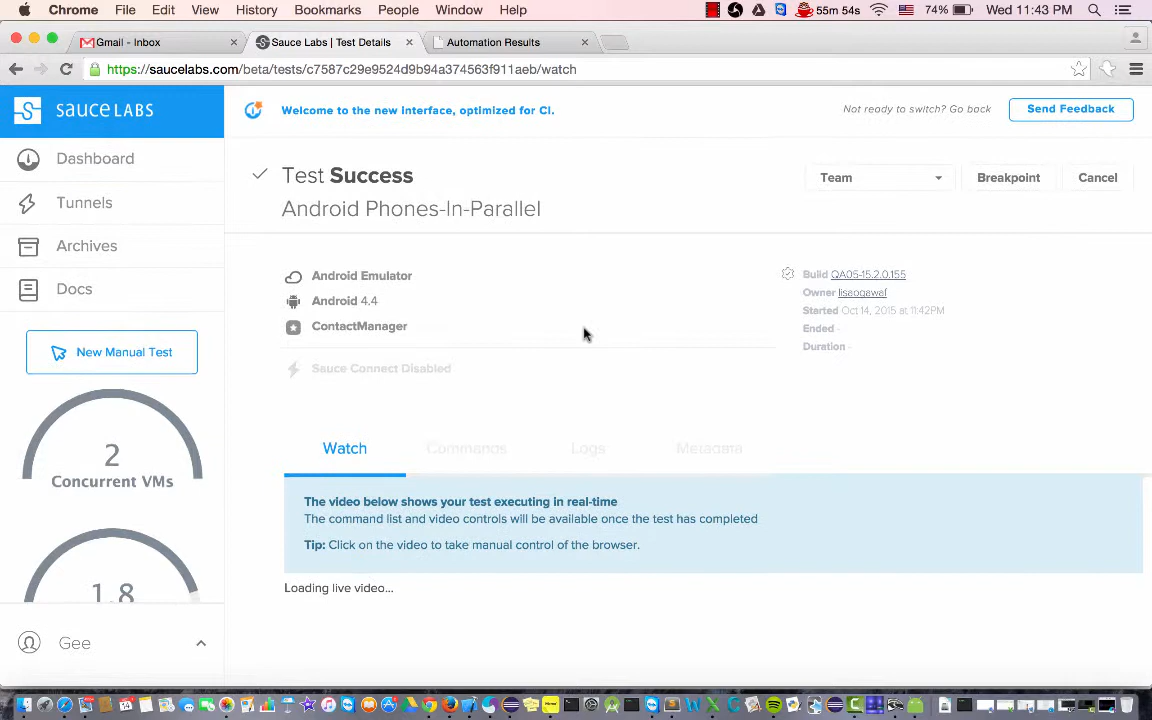 Chrome File Edit View History Bookmarks People Window Help 55m 54s 74% Wed 11:43 PM
Gmail - Inbox Sauce Labs | Test Details Automation Results
https://saucelabs.com/beta/tests/c7587c29e9524d9b94a374563f911aeb/watch
sauce LABS
Welcome to the new interface, optimized for CI.
Not ready to switch? Go back
Send Feedback
Dashboard
Tunnels
Archives
Docs
New Manual Test
2
Concurrent VMs
1.8
Gee
Test Success
Android Phones-In-Parallel
Team
Breakpoint
Cancel
Android Emulator
Android 4.4
ContactManager
Sauce Connect Disabled
Build QA05-15.2.0.155
Owner lisaogawaf
Started Oct 14, 2015 at 11:42PM
Ended -
Duration -
Watch Commands Logs Metadata
The video below shows your test executing in real-time
The command list and video controls will be available once the test has completed
Tip: Click on the video to take manual control of the browser.
Loading live video...